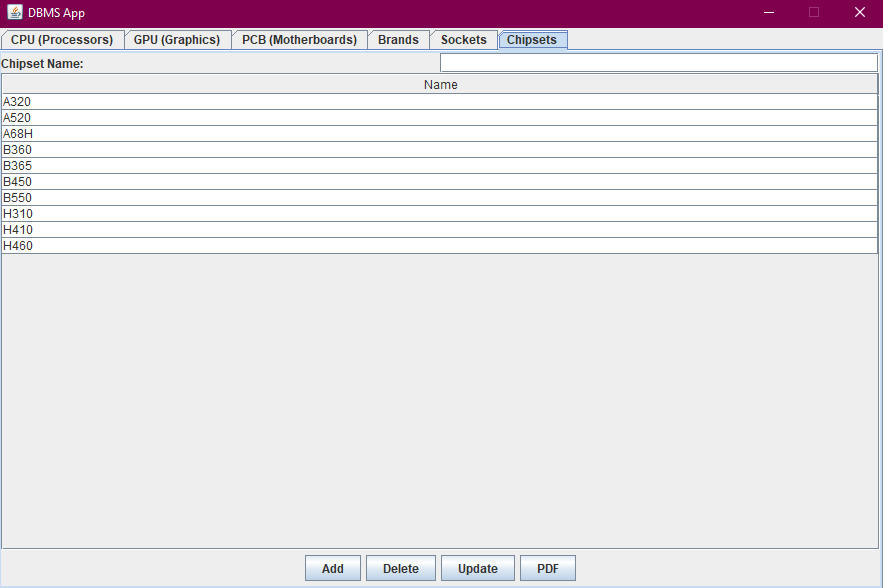 DBMS App
CPU (Processors) GPU (Graphics) PCB (Motherboards) Brands Sockets Chipsets
Chipset Name:
Name
A320
A520
A68H
B360
B365
B450
B550
H310
H410
H460
Add Delete Update PDF